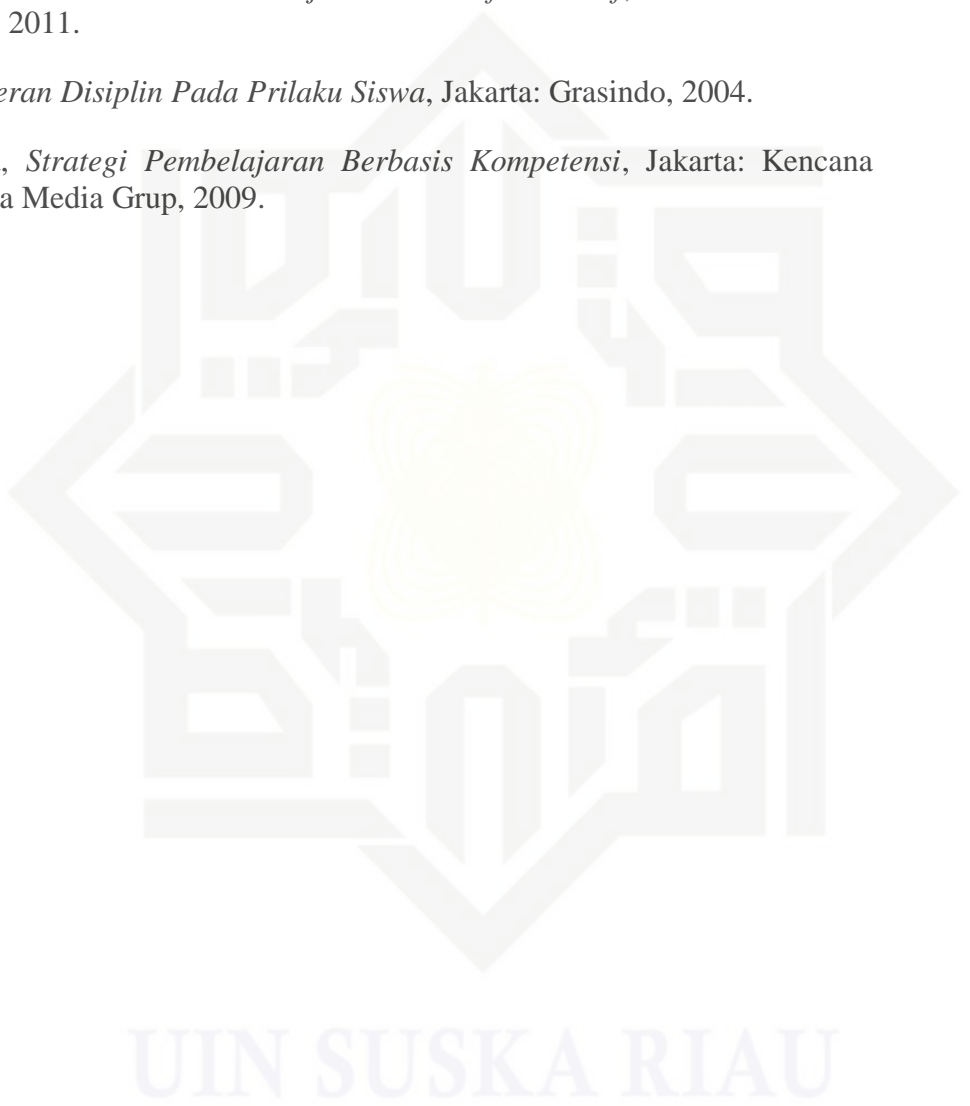 2011.
eran Disiplin Pada Prilaku Siswa, Jakarta: Grasindo, 2004.
, Strategi Pembelajaran Berbasis Kompetensi, Jakarta: Kencana
a Media Grup, 2009.
UIN SUSKA RIAU